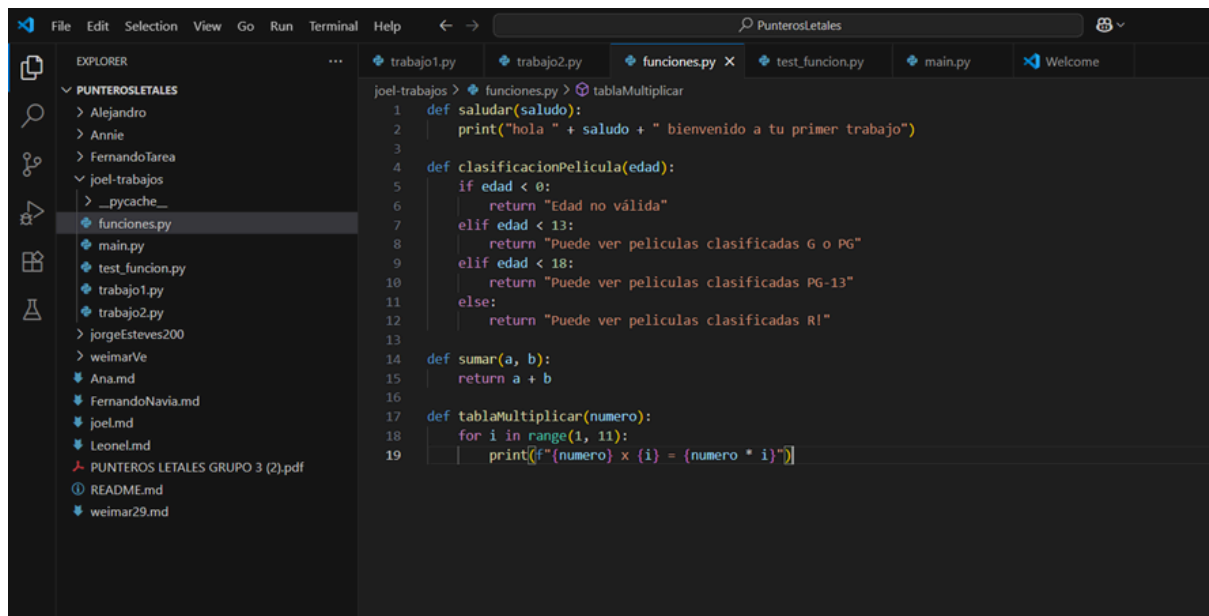 File Edit Selection View Go Run Terminal Help
PunterosLetales
EXPLORER
PUNTEROSLETALES
Alejandro
Annie
FernandoTarea
joel-trabajos
__pycache__
funciones.py
main.py
test_funcion.py
trabajo1.py
trabajo2.py
jorgeEsteves200
weimarVe
Ana.md
FernandoNavia.md
joel.md
Leonel.md
PUNTEROS LETALES GRUPO 3 (2).pdf
README.md
weimar29.md
trabajo1.py trabajo2.py funciones.py test_funcion.py main.py Welcome
joel-trabajos > funciones.py > tablaMultiplicar
1 def saludar(saludo):
2 print("hola " + saludo + " bienvenido a tu primer trabajo")
3
4 def clasificacionPelicula(edad):
5 if edad < 0:
6 return "Edad no válida"
7 elif edad < 13:
8 return "Puede ver peliculas clasificadas G o PG"
9 elif edad < 18:
10 return "Puede ver peliculas clasificadas PG-13"
11 else:
12 return "Puede ver peliculas clasificadas R!"
13
14 def sumar(a, b):
15 return a + b
16
17 def tablaMultiplicar(numero):
18 for i in range(1, 11):
19 print(f"{numero} x {i} = {numero * i}")